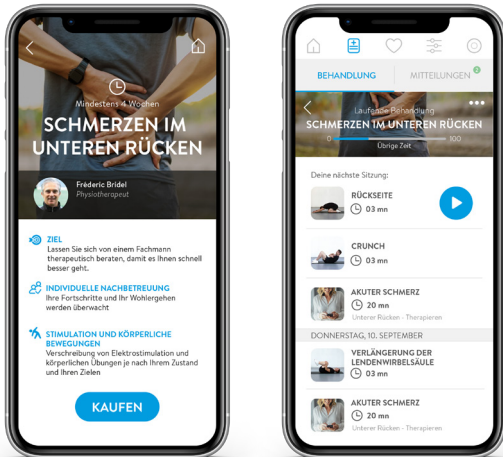 Mindestens 4 Wochen
SCHMERZEN IM
UNTEREN RÜCKEN
Fréderic Bridel
Physiotherapeut
ZIEL
Lassen Sie sich von einem Fachmann
therapeutisch beraten, damit es Ihnen schnell
besser geht.
INDIVIDUELLE NACHBETREUUNG
Ihre Fortschritte und Ihr Wohlergehen
werden überwacht
STIMULATION UND KÖRPERLICHE
BEWEGUNGEN
Verschreibung von Elektrostimulation und
körperlichen Übungen je nach Ihrem Zustand
und Ihren Zielen
KAUFEN
BEHANDLUNG
MITTEILUNGEN
Laufende Behandlung
SCHMERZEN IM UNTEREN RÜCKEN
0 100
Übrige Zeit
Deine nächste Sitzung:
RÜCKSEITE
03 mn
CRUNCH
03 mn
AKUTER SCHMERZ
20 mn
Unterer Rücken - Therapieren
DONNERSTAG, 10. SEPTEMBER
VERLÄNGERUNG DER
LENDENWIRBELSÄULE
03 mn
AKUTER SCHMERZ
20 mn
Unterer Rücken - Therapieren